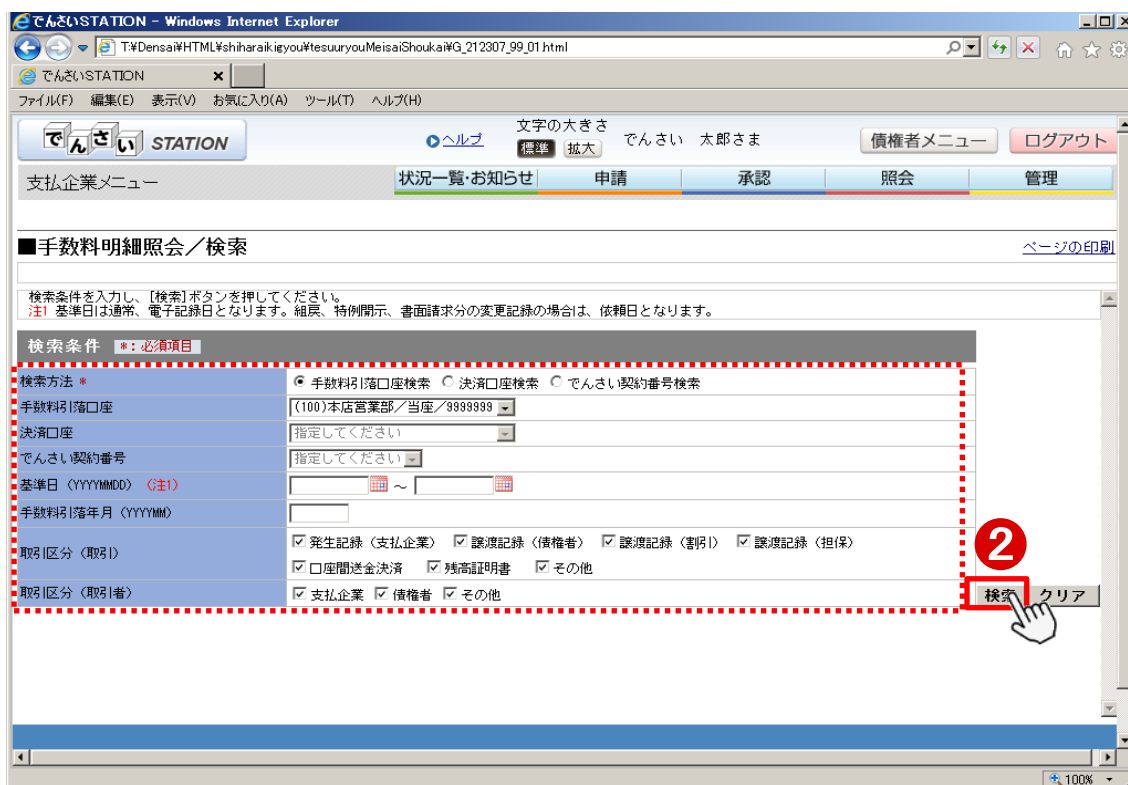 でんさいSTATION - Windows Internet Explorer
T:¥Densai¥HTML¥shiharaikigyou¥tesuuryouMeisaiShoukai¥G_212307_99_01.html
でんさいSTATION
ファイル(F) 編集(E) 表示(V) お気に入り(A) ツール(T) ヘルプ(H)
でんさい STATION
ヘルプ
文字の大きさ
標準 拡大
でんさい 太郎さま
債権者メニュー
ログアウト
支払企業メニュー
状況一覧・お知らせ 申請 承認 照会 管理
■手数料明細照会／検索
ページの印刷
検索条件を入力し、[検索]ボタンを押してください。
注1 基準日は通常、電子記録日となります。組戻、特例開示、書面請求分の変更記録の場合は、依頼日となります。
検索条件 *：必須項目
検索方法 * 手数料引落口座検索 決済口座検索 でんさい契約番号検索
手数料引落口座 (100)本店営業部／当座／9999999
決済口座 指定してください
でんさい契約番号 指定してください
基準日（YYYYMMDD）（注1） ～
手数料引落年月（YYYYMM）
取引区分（取引） 発生記録（支払企業） 譲渡記録（債権者） 譲渡記録（割引） 譲渡記録（担保）
口座間送金決済 残高証明書 その他
取引区分（取引者） 支払企業 債権者 その他
2
検索 クリア
100%